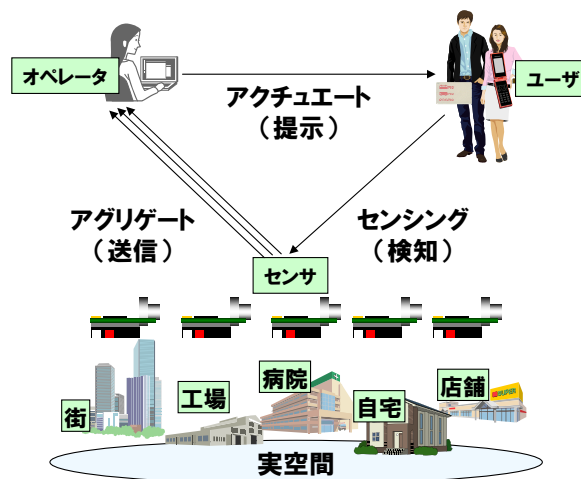 オペレータ
ユーザ
アクチュエート
（提示）
アグリゲート
（送信）
センシング
（検知）
センサ
病院
店舗
工場
自宅
街
SUPER
実空間